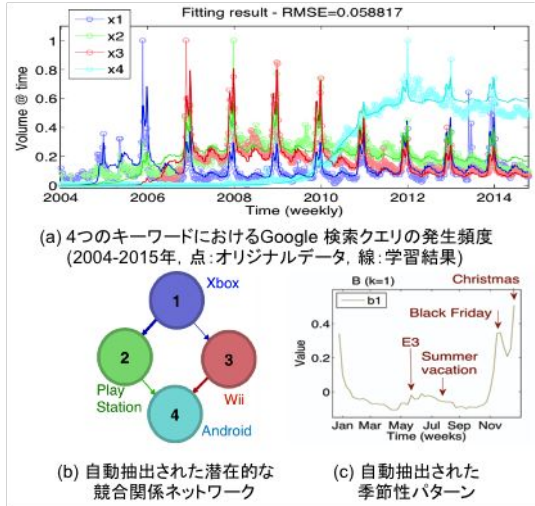 Fitting result - RMSE=0.058817
x1
x2
x3
x4
Volume @ time
1
0.8
0.6
0.4
0.2
0
2004
2006
2008
2010
2012
2014
Time (weekly)
(a) 4つのキーワードにおけるGoogle 検索クエリの発生頻度
(2004-2015年, 点:オリジナルデータ, 線:学習結果)
1
Xbox
2
Play
Station
3
Wii
4
Android
(b) 自動抽出された潜在的な
競合関係ネットワーク
B (k=1)
b1
Christmas
Black Friday
E3
Summer
vacation
Value
0.4
0.2
0
Jan
Mar
May
Jul
Sep
Nov
Time (weeks)
(c) 自動抽出された
季節性パターン